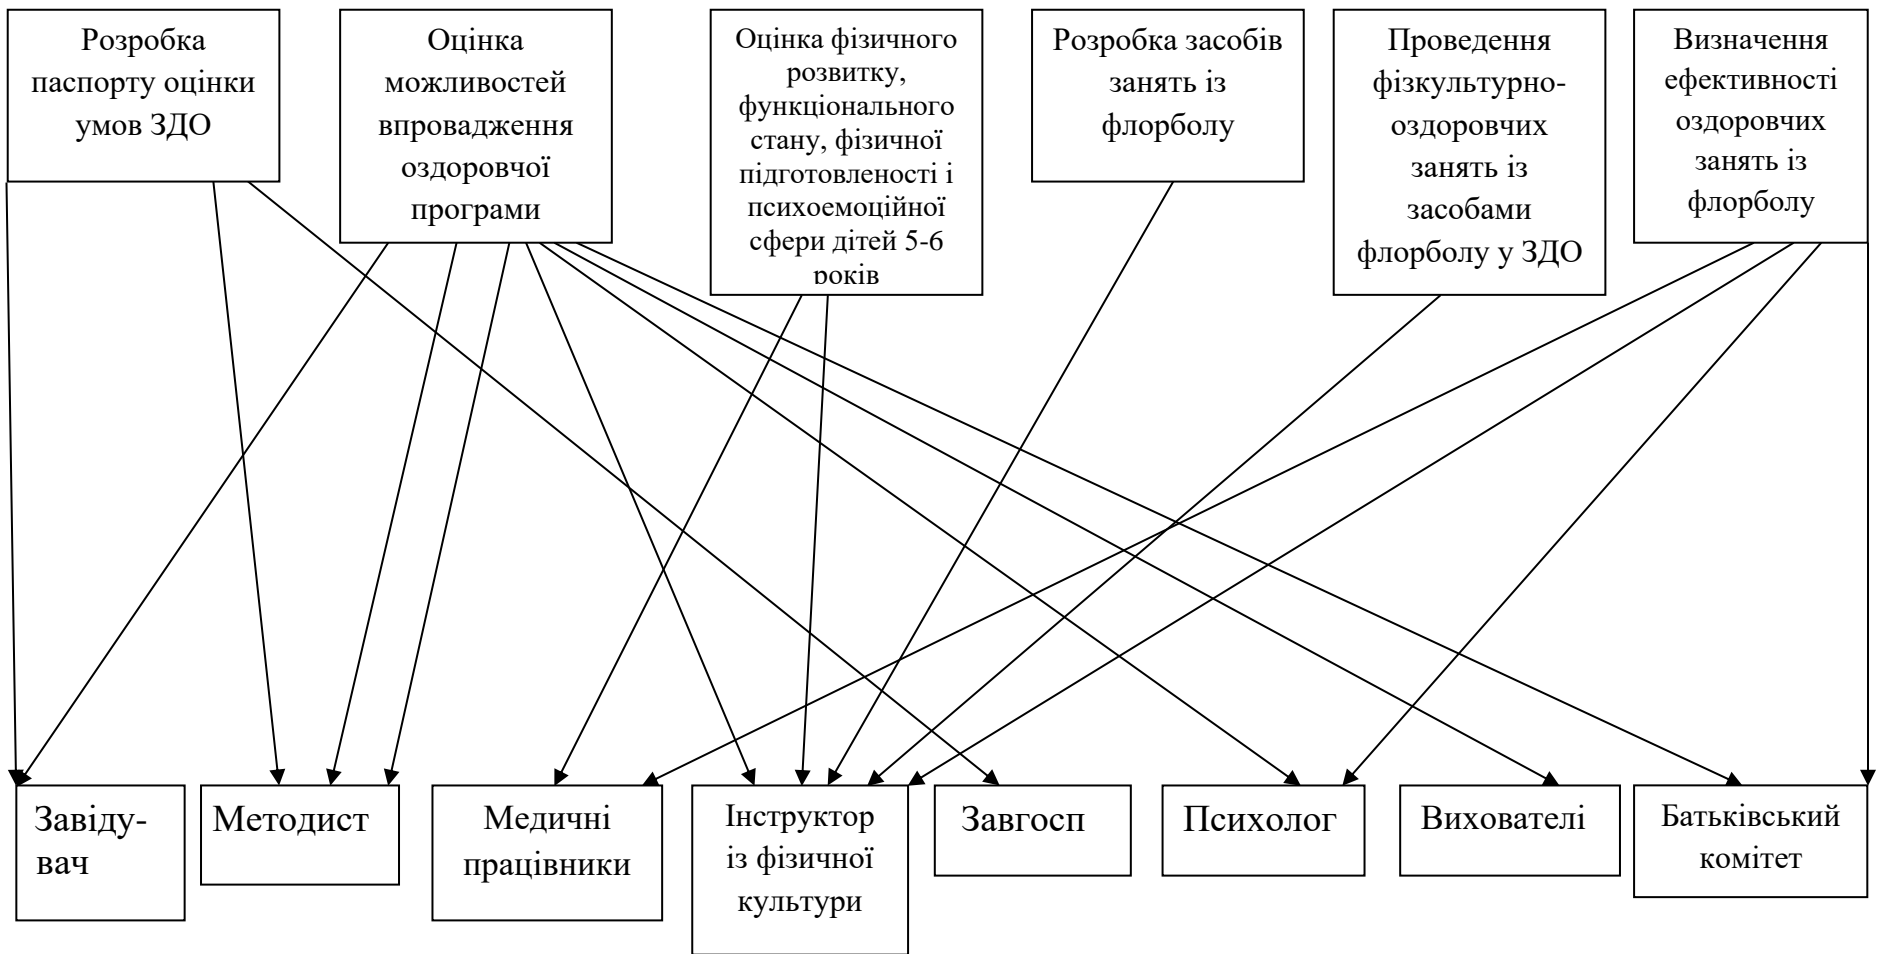 Розробка
паспорту оцінки
умов ЗДО
Оцінка
можливостей
впровадження
оздоровчої
програми
Оцінка фізичного
розвитку,
функціонального
стану, фізичної
підготовленості і
психоемоційної
сфери дітей 5-6
років
Розробка засобів
занять із
флорболу
Проведення
фізкультурно-
оздоровчих
занять із
засобами
флорболу у ЗДО
Визначення
ефективності
оздоровчих
занять із
флорболу
Завіду-
вач
Методист
Медичні
працівники
Інструктор
із фізичної
культури
Завгосп
Психолог
Вихователі
Батьківський
комітет